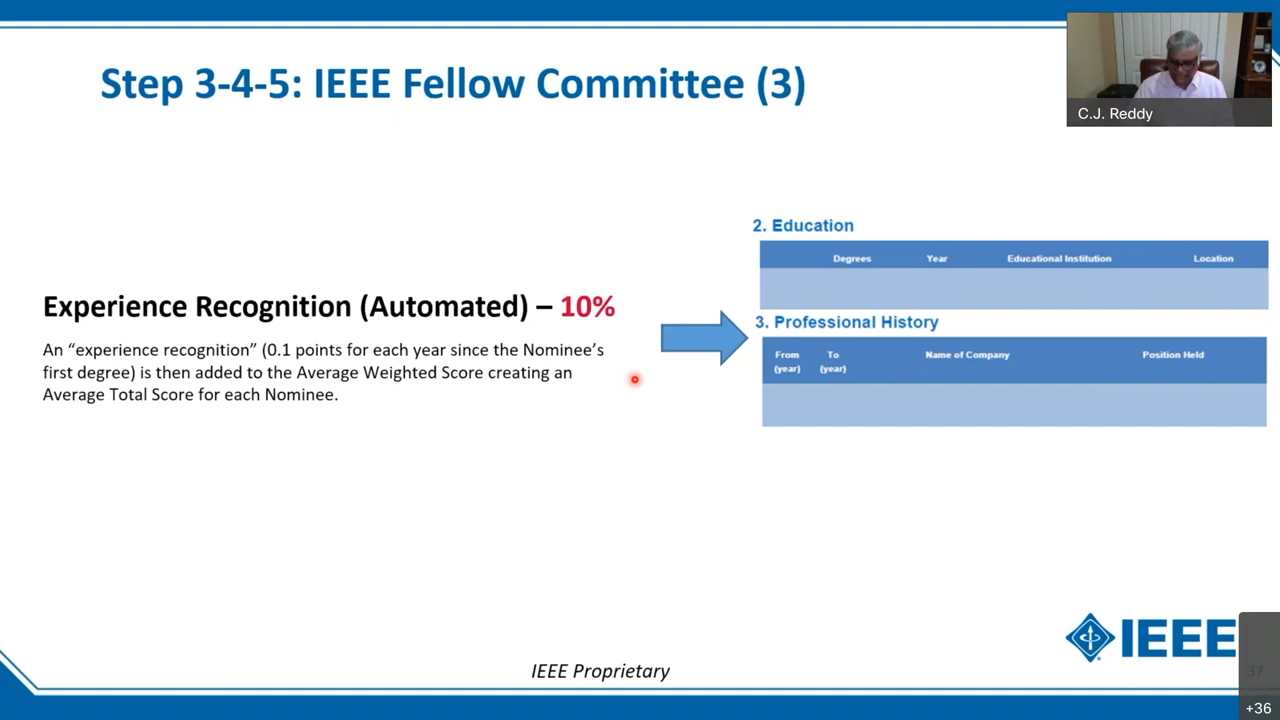 Step 3-4-5: IEEE Fellow Committee (3)
C.J. Reddy
2. Education
Degrees Year Educational Institution Location
Experience Recognition (Automated) – 10%
3. Professional History
An “experience recognition” (0.1 points for each year since the Nominee’s
first degree) is then added to the Average Weighted Score creating an
Average Total Score for each Nominee.
From (year) To (year) Name of Company Position Held
IEEE
IEEE Proprietary
37
+36